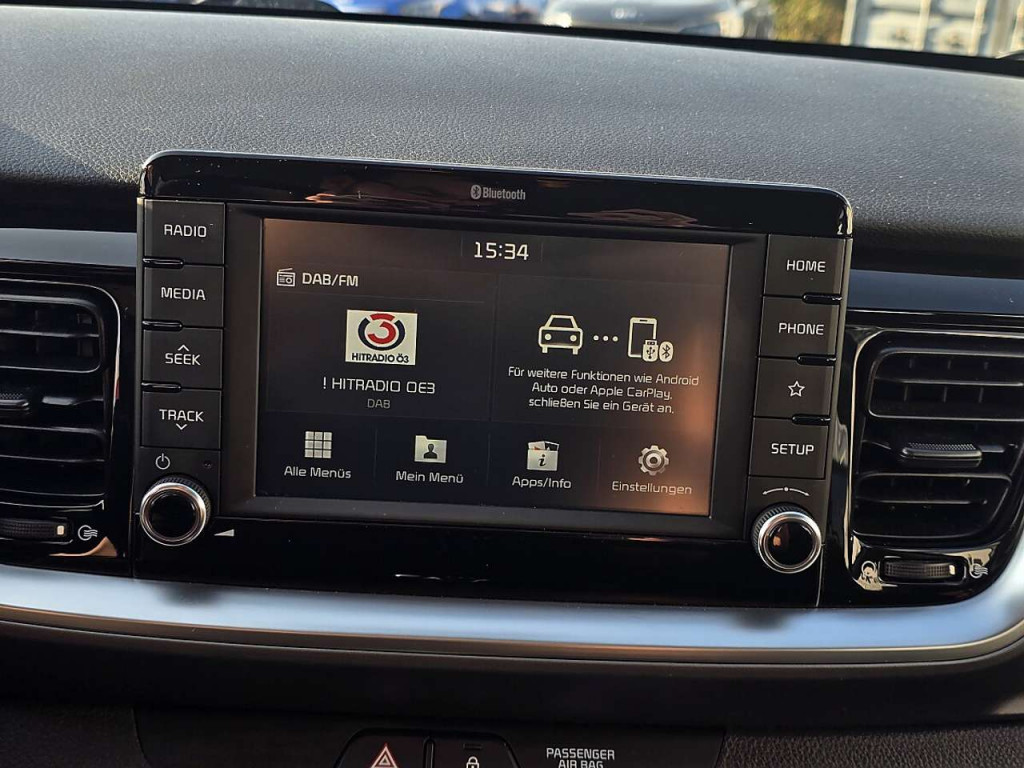 Bluetooth
RADIO
MEDIA
SEEK
TRACK
15:34
DAB/FM
3
HITRADIO Ö3
! HITRADIO OE3
DAB
Für weitere Funktionen wie Android
Auto oder Apple CarPlay,
schließen Sie ein Gerät an.
Alle Menüs
Mein Menü
Apps/Info
Einstellungen
HOME
PHONE
SETUP
PASSENGER
AIR BAG